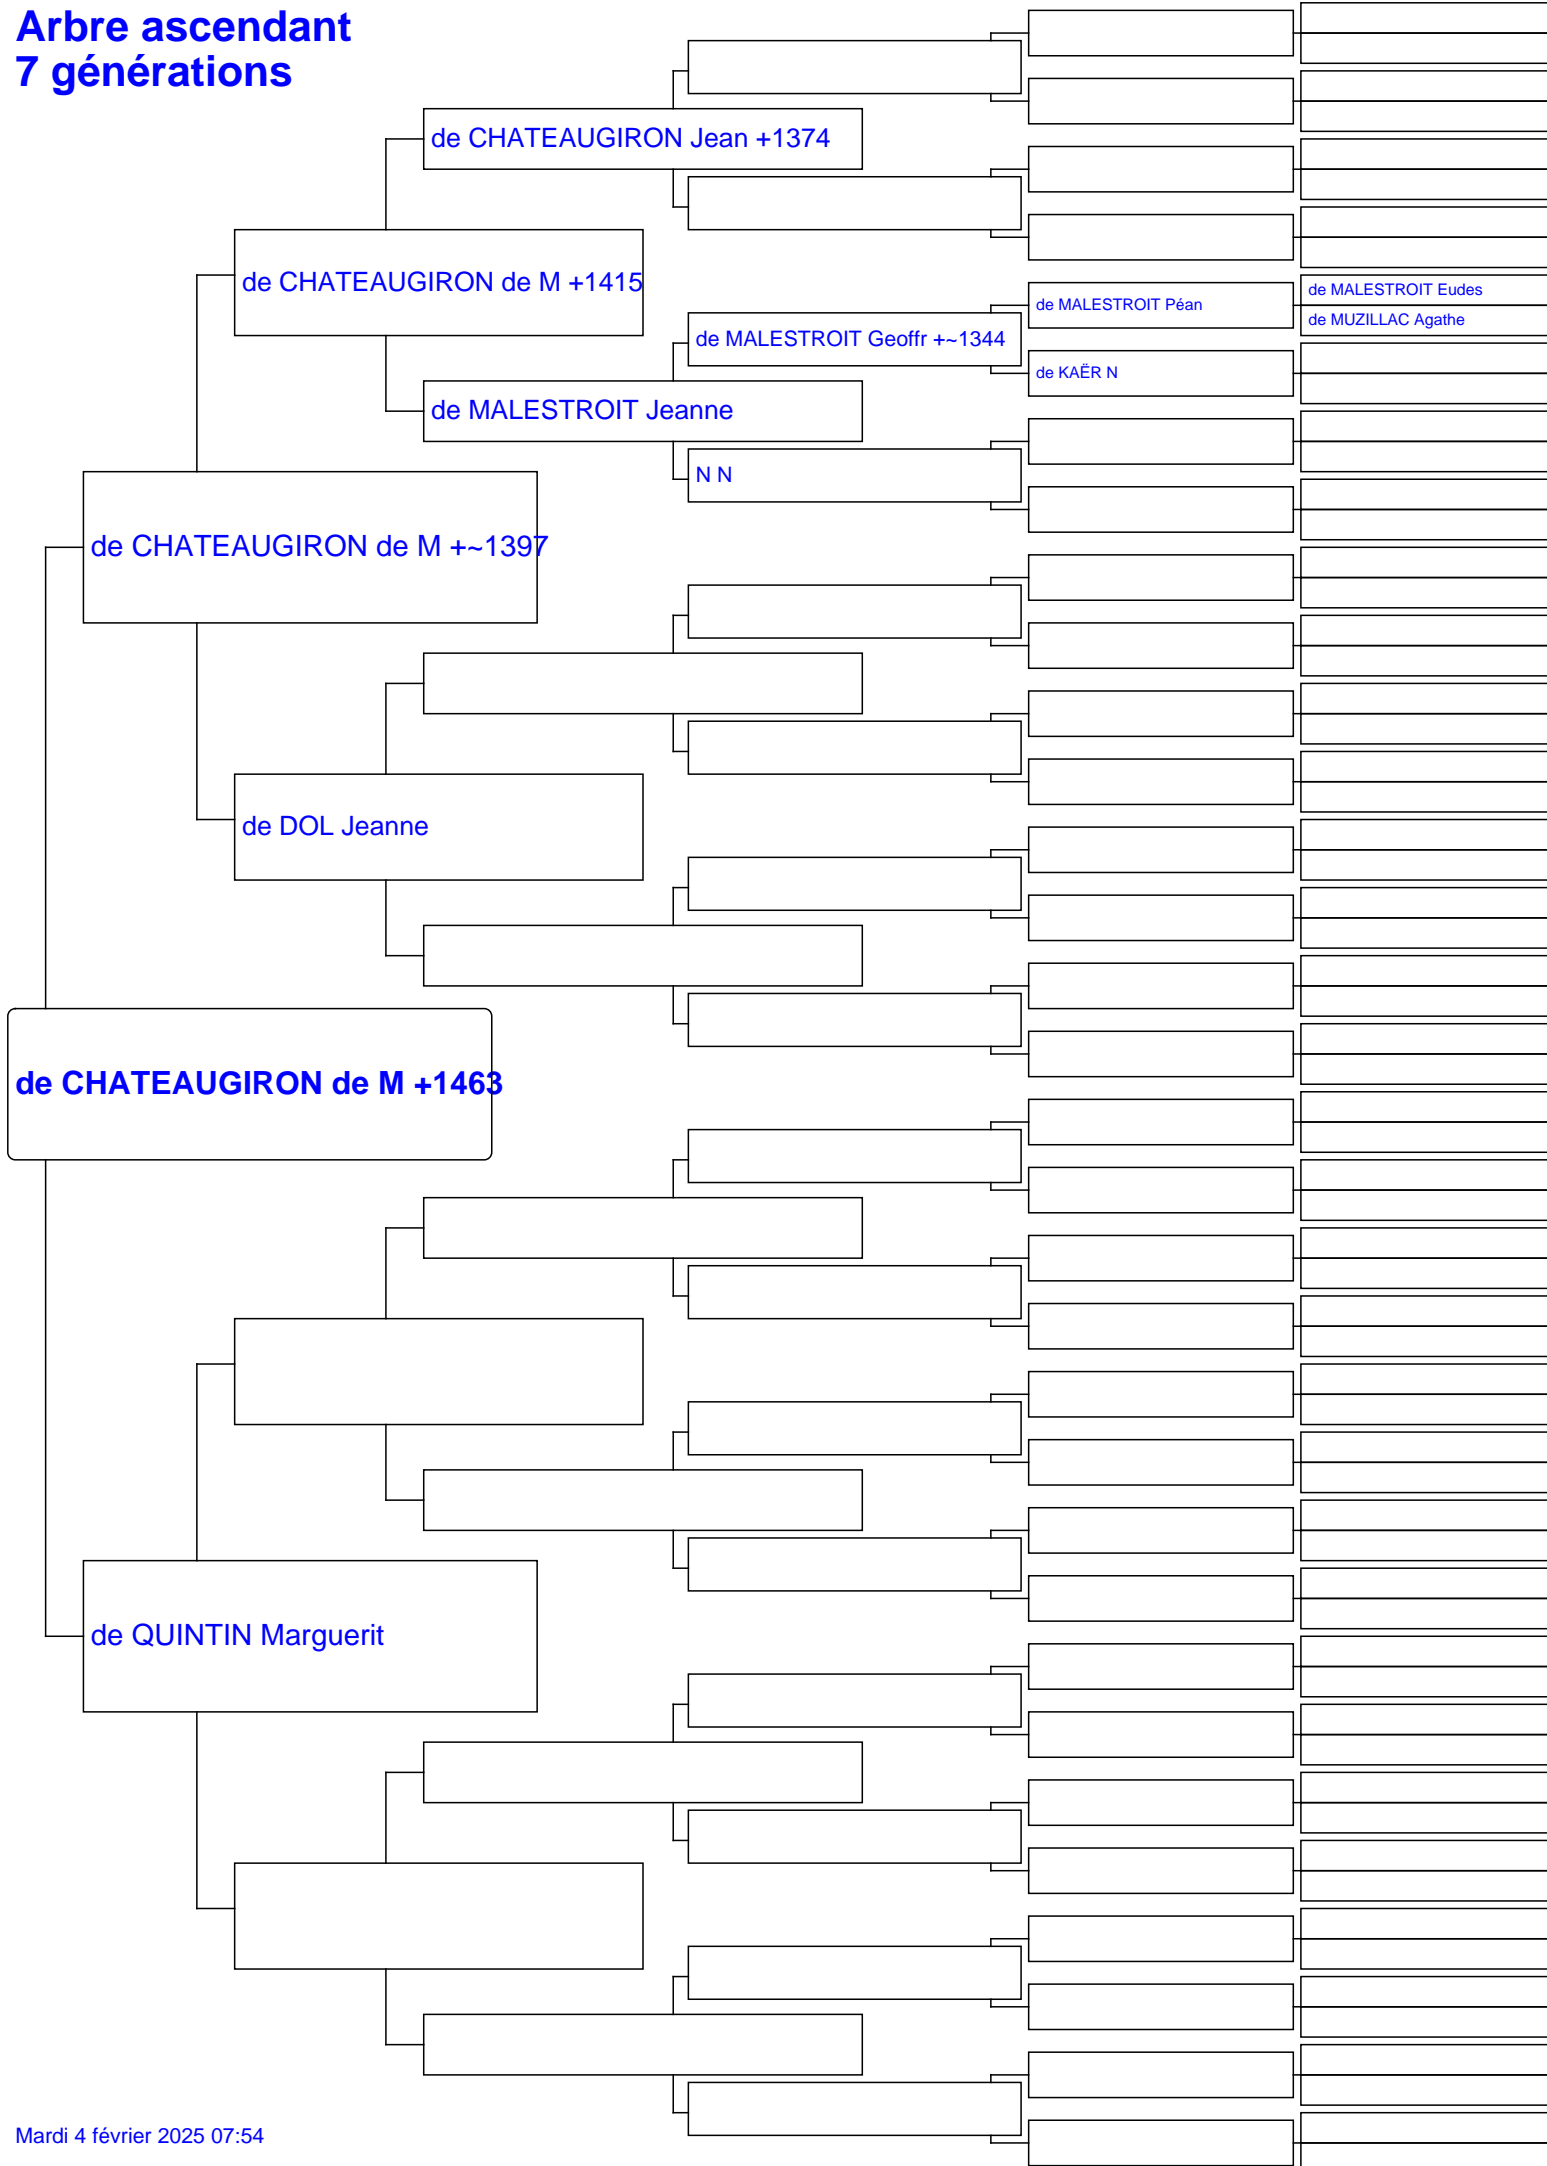 Arbre ascendant
7 générations
de CHATEAUGIRON Jean +1374
de CHATEAUGIRON de M +1415
de MALESTROIT Eudes
de MALESTROIT Péan
de MUZILLAC Agathe
de MALESTROIT Geoffr +~1344
de KAËR N
de MALESTROIT Jeanne
N N
de CHATEAUGIRON de M +~1397
de DOL Jeanne
de CHATEAUGIRON de M +1463
de QUINTIN Marguerit
Mardi 4 février 2025 07:54